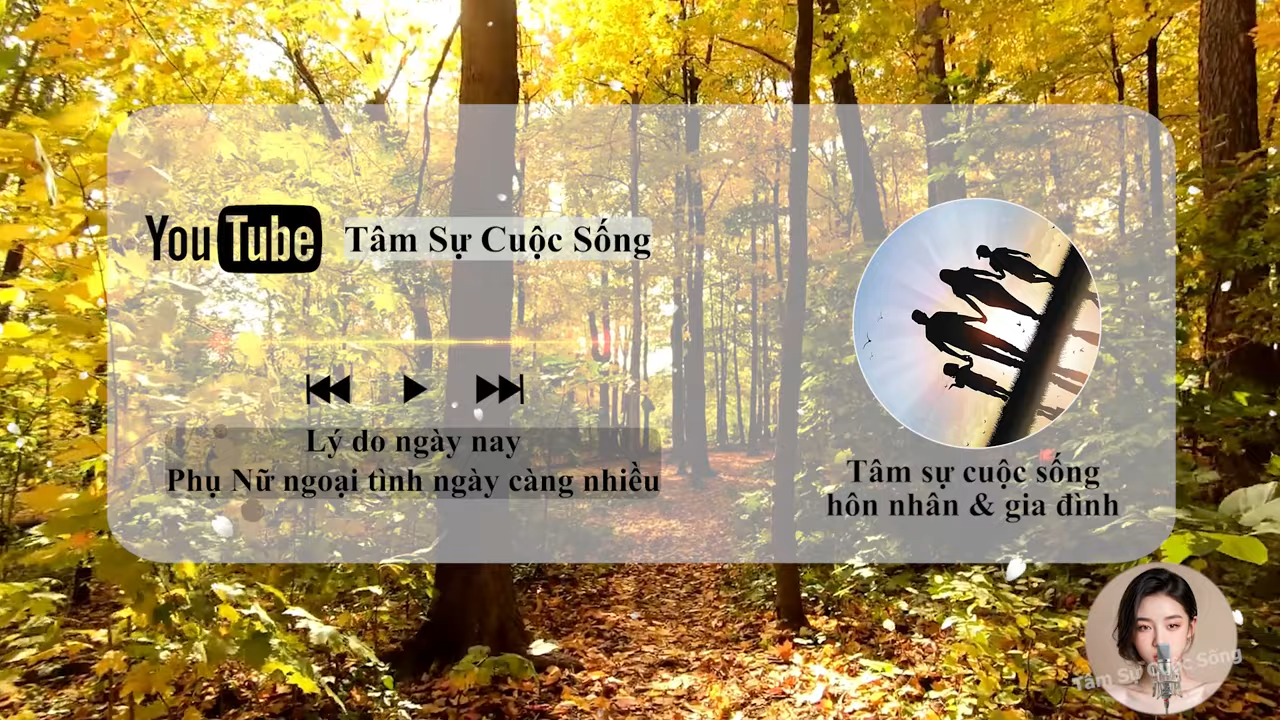 YouTube
Tâm Sự Cuộc Sống
Lý do ngày nay
Phụ Nữ ngoại tình ngày càng nhiều
Tâm sự cuộc sống
hôn nhân & gia đình
Tâm Sự Cuộc Sống